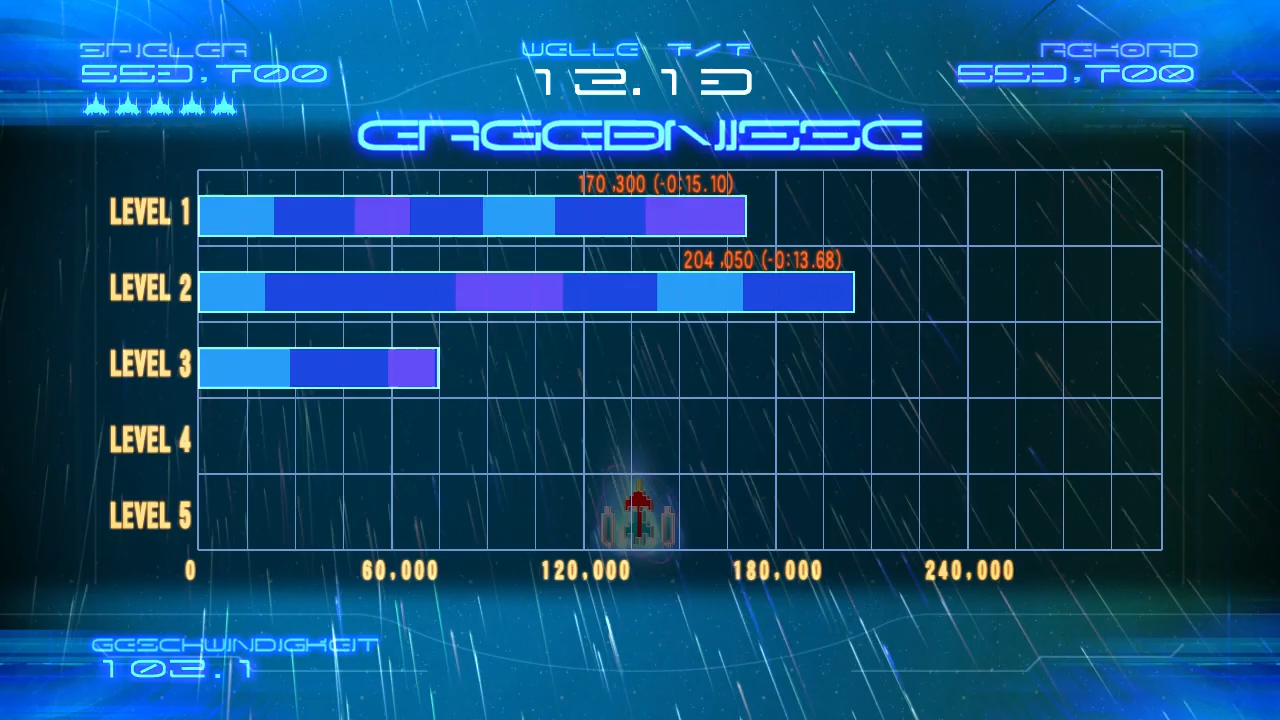 SPIELER
553,700
WELLE 7/7
12.13
REKORD
553,700
ERGEBNISSE
170,300 (-0:15.10)
LEVEL 1
204,050 (-0:13.68)
LEVEL 2
LEVEL 3
LEVEL 4
LEVEL 5
0
60,000
120,000
180,000
240,000
GESCHWINDIGKEIT
102.1